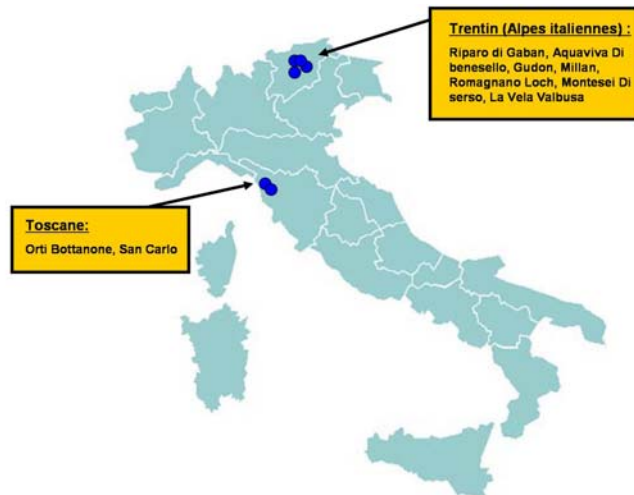 Trentin (Alpes italiennes) :
Riparo di Gaban, Aquaviva Di
benesello, Gudon, Millan,
Romagnano Loch, Montesei Di
serso, La Vela Valbusa
Toscane:
Orti Bottanone, San Carlo